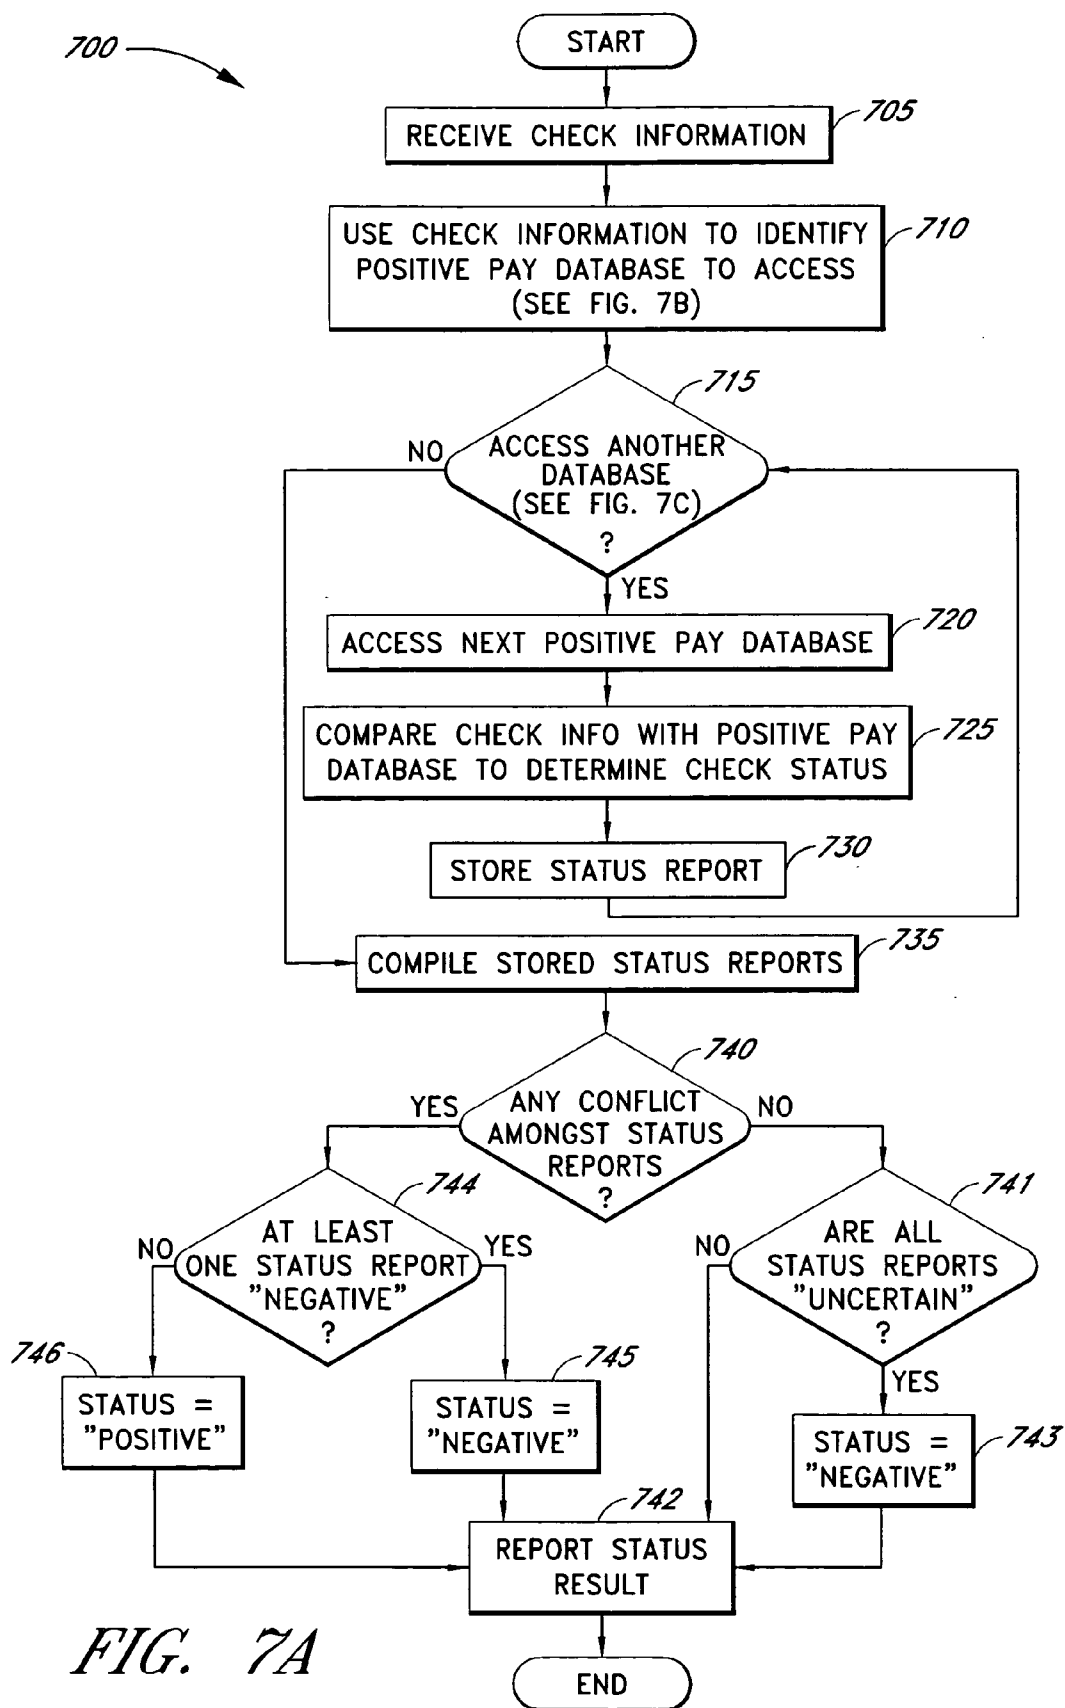 700
START
RECEIVE CHECK INFORMATION
705
USE CHECK INFORMATION TO IDENTIFY
POSITIVE PAY DATABASE TO ACCESS
(SEE FIG. 7B)
710
715
NO
ACCESS ANOTHER
DATABASE
(SEE FIG. 7C)
?
YES
ACCESS NEXT POSITIVE PAY DATABASE
720
COMPARE CHECK INFO WITH POSITIVE PAY
DATABASE TO DETERMINE CHECK STATUS
725
STORE STATUS REPORT
730
COMPILE STORED STATUS REPORTS
735
740
YES
ANY CONFLICT
AMONGST STATUS
REPORTS
?
NO
744
NO
AT LEAST
ONE STATUS REPORT
"NEGATIVE"
?
YES
741
NO
ARE ALL
STATUS REPORTS
"UNCERTAIN"
?
YES
746
STATUS =
"POSITIVE"
745
STATUS =
"NEGATIVE"
STATUS =
"NEGATIVE"
743
742
REPORT STATUS
RESULT
END
FIG. 7A